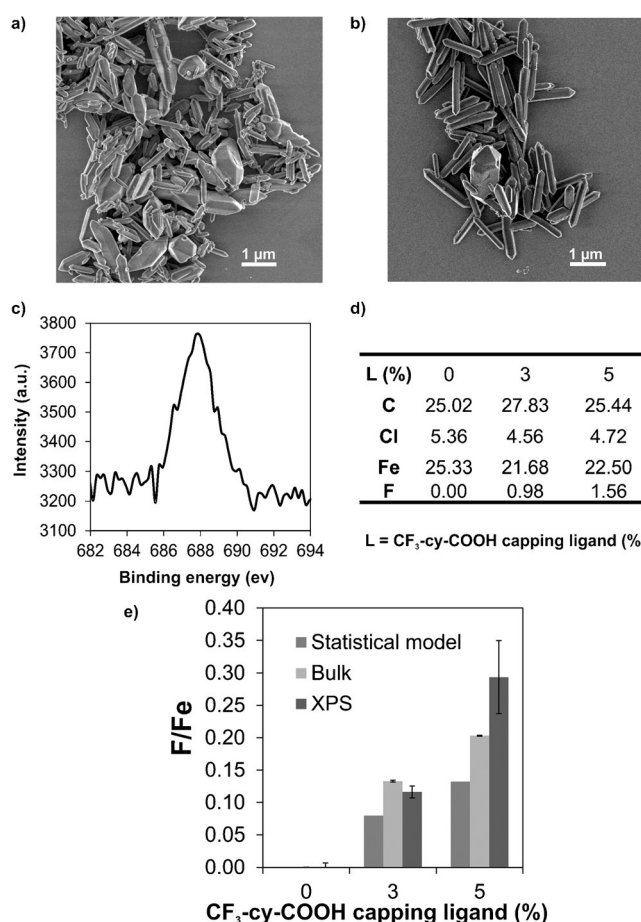 a)
b)
1 µm
1 µm
c)
d)
3800
3700
3600
3500
3400
3300
3200
3100
Intensity (a.u.)
682 684 686 688 690 692 694
Binding energy (ev)
L (%) 0 3 5
C 25.02 27.83 25.44
Cl 5.36 4.56 4.72
Fe 25.33 21.68 22.50
F 0.00 0.98 1.56
L = CF₃-cy-COOH capping ligand (%
e)
0.40
0.35
0.30
0.25
0.20
0.15
0.10
0.05
0.00
F/Fe
Statistical model
Bulk
XPS
0 3 5
CF₃-cy-COOH capping ligand (%)